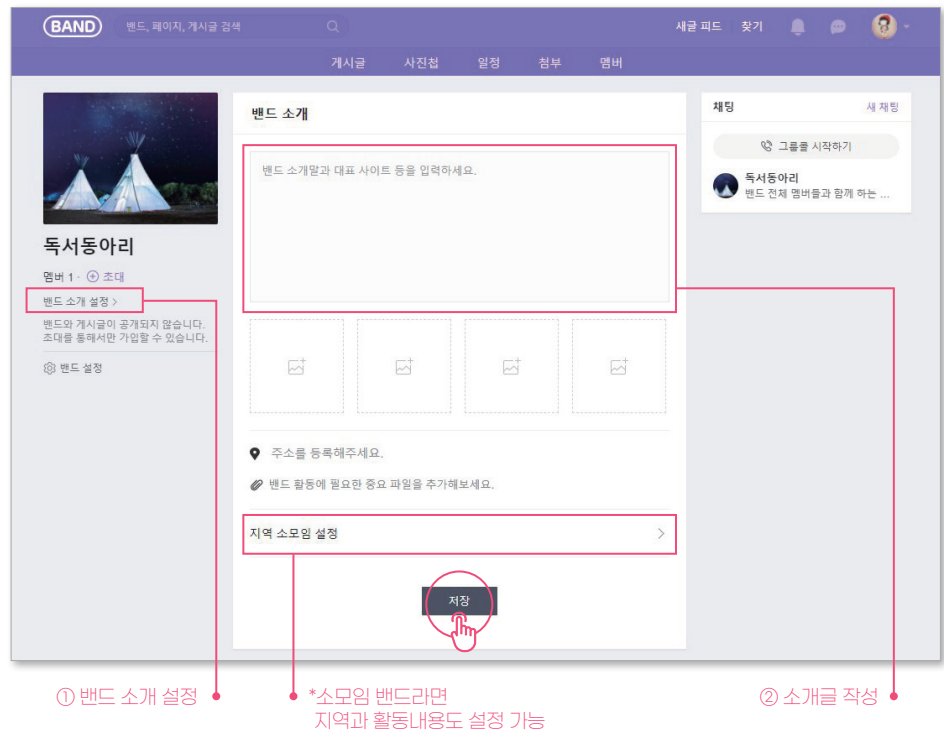 BAND 밴드, 페이지, 게시글 검색 새글 피드 찾기
게시글 사진첩 일정 첨부 멤버
독서동아리
멤버 1 · 초대
밴드 소개 설정 >
밴드와 게시글이 공개되지 않습니다.
초대를 통해서만 가입할 수 있습니다.
밴드 설정
밴드 소개
밴드 소개말과 대표 사이트 등을 입력하세요.
주소를 등록해주세요.
밴드 활동에 필요한 중요 파일을 추가해보세요.
지역 소모임 설정
저장
채팅 새 채팅
그룹콜 시작하기
독서동아리
밴드 전체 멤버들과 함께 하는 ...
① 밴드 소개 설정
*소모임 밴드라면
지역과 활동내용도 설정 가능
② 소개글 작성